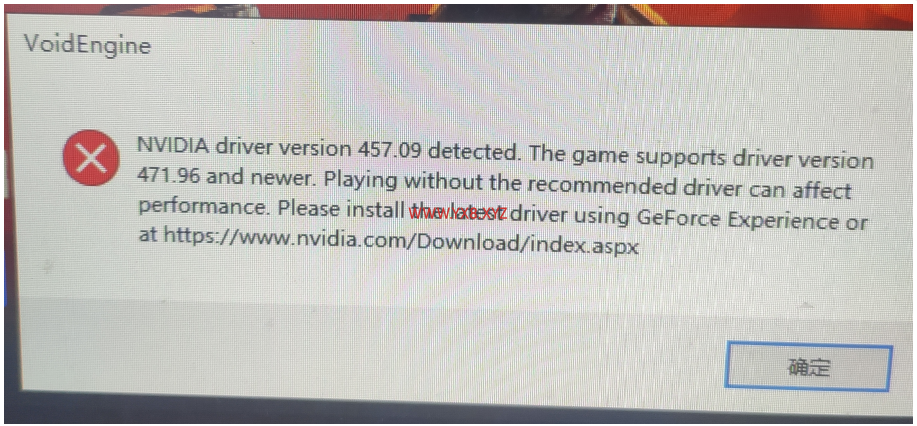 VoidEngine
NVIDIA driver version 457.09 detected. The game supports driver version
471.96 and newer. Playing without the recommended driver can affect
performance. Please install the latest driver using GeForce Experience or
at https://www.nvidia.com/Download/index.aspx
确定